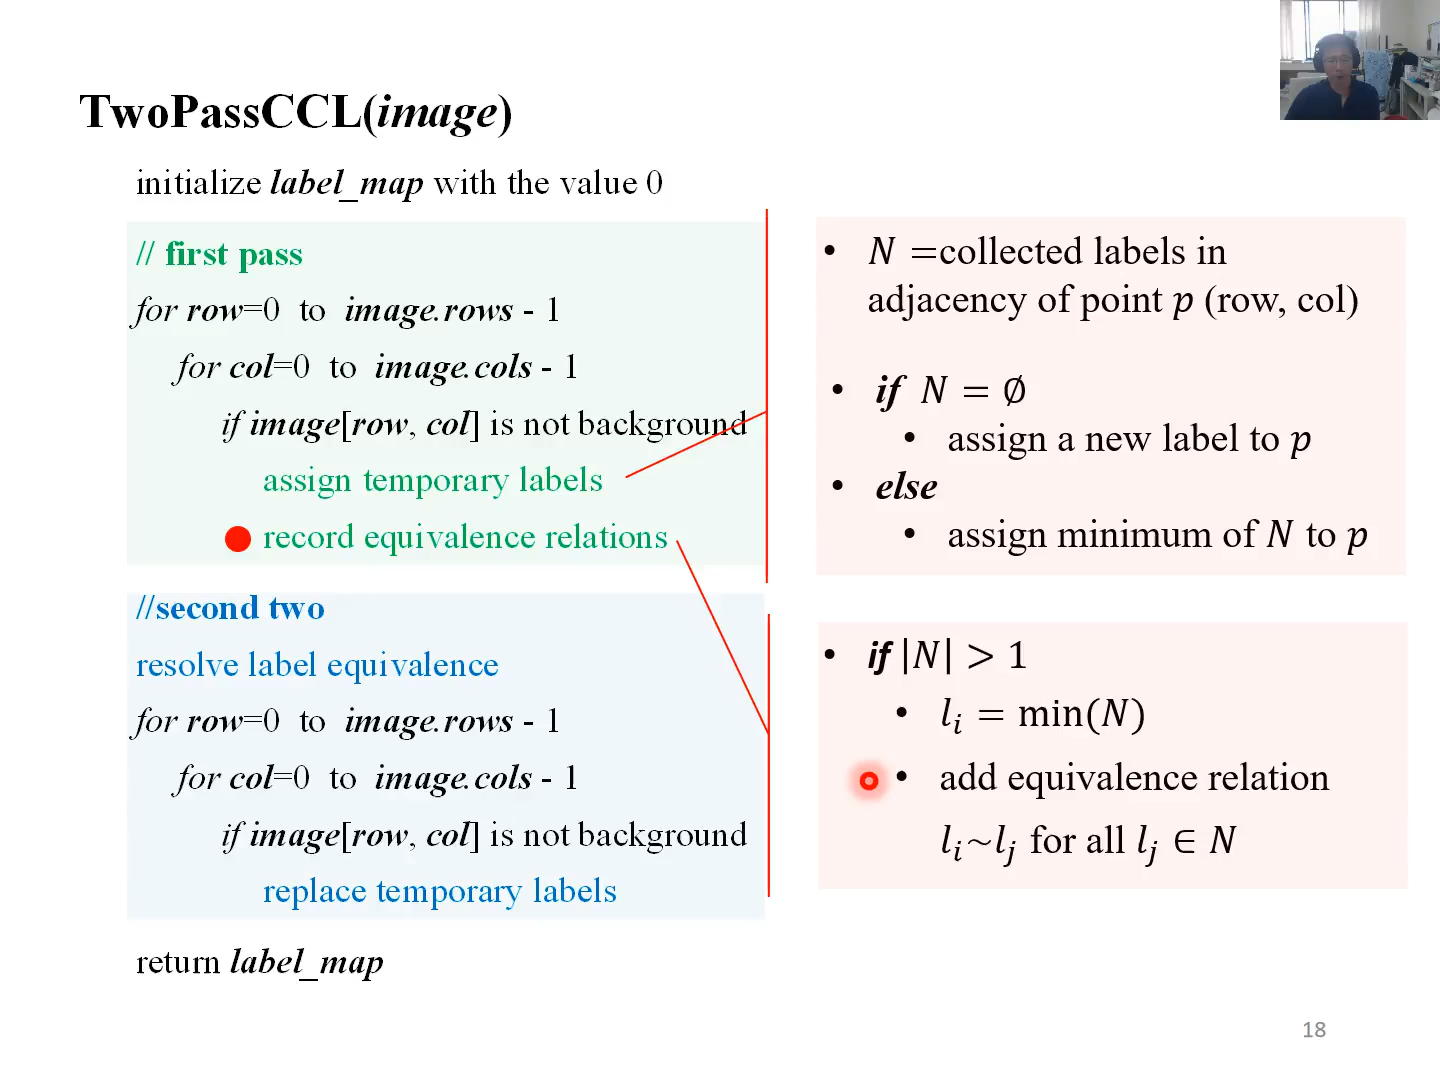 TwoPassCCL(image)
initialize label_map with the value 0
// first pass
for row=0 to image.rows - 1
for col=0 to image.cols - 1
if image[row, col] is not background
assign temporary labels
record equivalence relations
//second two
resolve label equivalence
for row=0 to image.rows - 1
for col=0 to image.cols - 1
if image[row, col] is not background
replace temporary labels
return label_map
• N =collected labels in
adjacency of point p (row, col)
• if N = ∅
• assign a new label to p
• else
• assign minimum of N to p
• if |N| > 1
• lᵢ = min(N)
• add equivalence relation
lᵢ~lⱼ for all lⱼ ∈ N
18